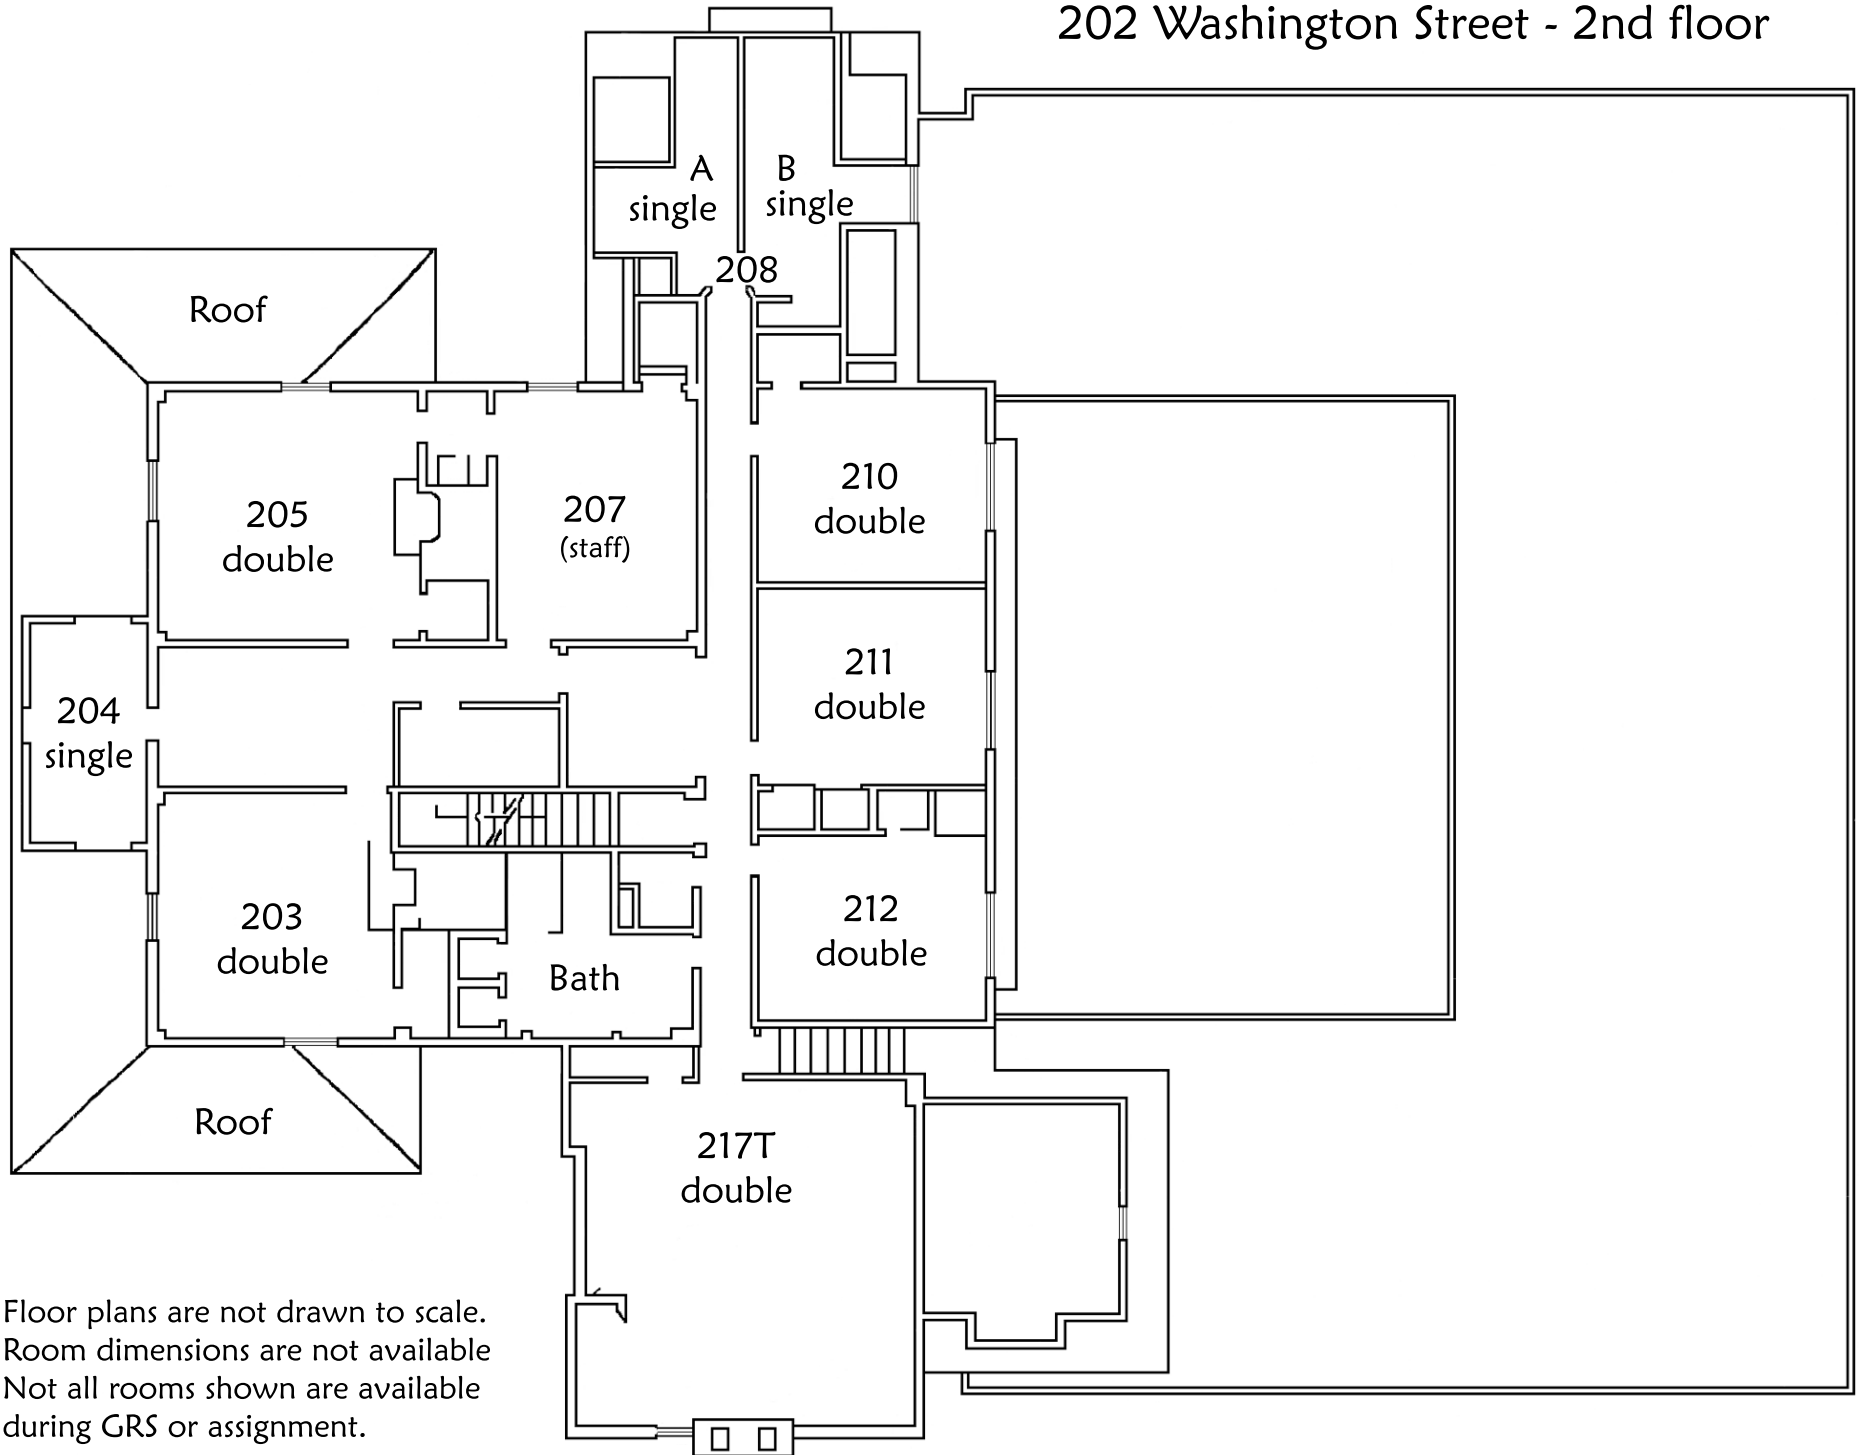 202 Washington Street - 2nd floor
A
single
B
single
208
Roof
205
double
207
(staff)
210
double
211
double
204
single
203
double
Bath
212
double
Roof
217T
double
Floor plans are not drawn to scale.
Room dimensions are not available
Not all rooms shown are available
during GRS or assignment.